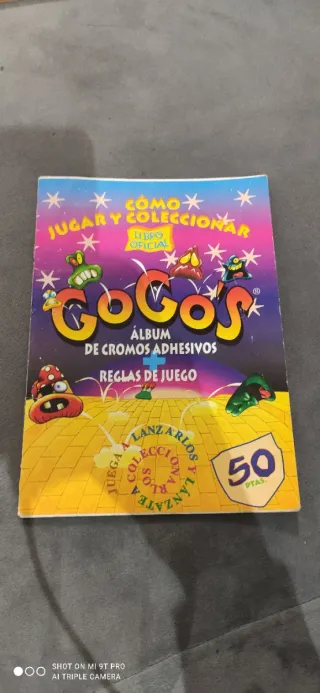 CÓMO
JUGAR Y COLECCIONAR
LIBRO
OFICIAL
GOGO'S®
ÁLBUM
DE CROMOS ADHESIVOS
+
REGLAS DE JUEGO
JUEGA A LANZARLOS Y LÁNZATE A
COLECCIONARLOS
50
PTAS.
SHOT ON MI 9T PRO
AI TRIPLE CAMERA